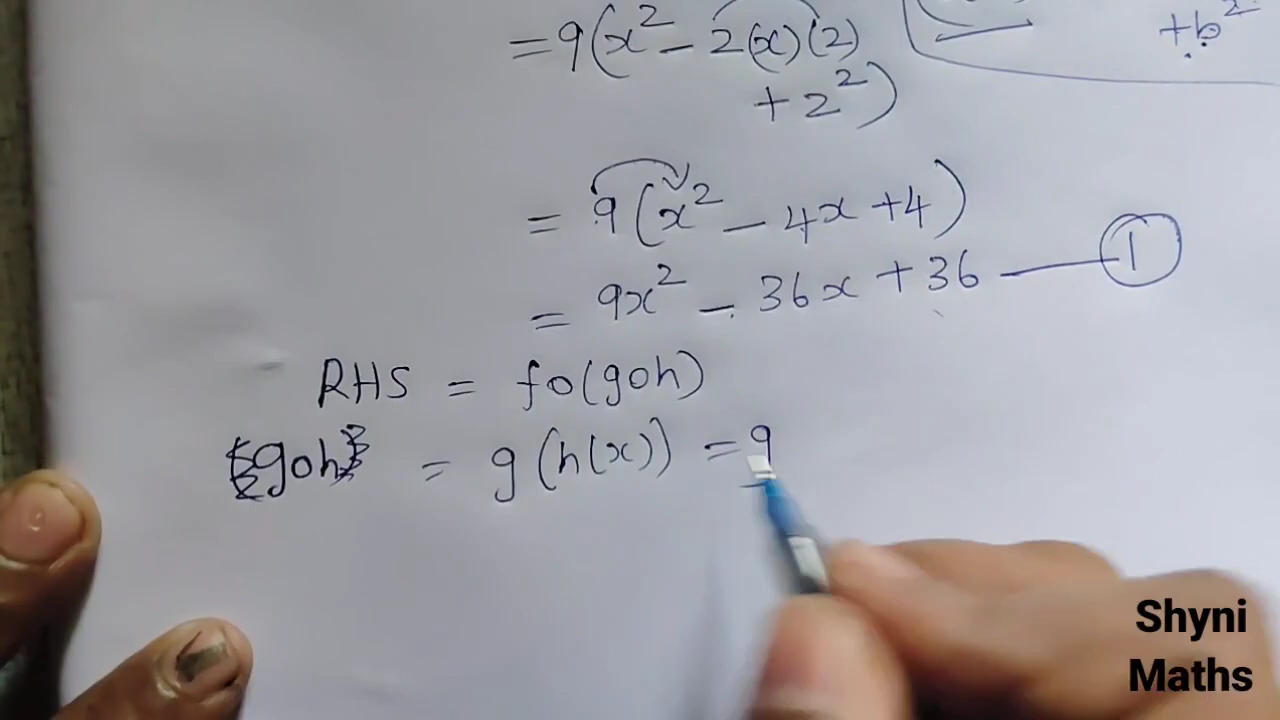 = 9(x² - 2(x)(2)
+ 2²)
+b²
= 9(x² - 4x + 4)
= 9x² - 36x + 36 — ①
RHS = fo(goh)
goh = g(h(x)) = g
Shyni
Maths